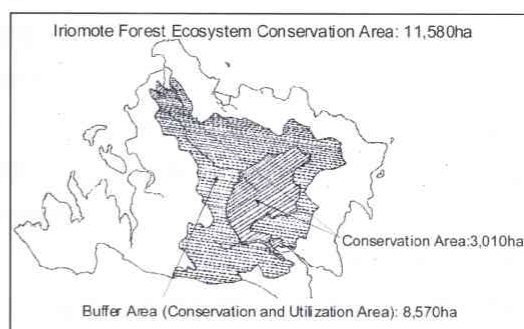 Iriomote Forest Ecosystem Conservation Area: 11,580ha
Conservation Area:3,010ha
Buffer Area (Conservation and Utilization Area): 8,570ha